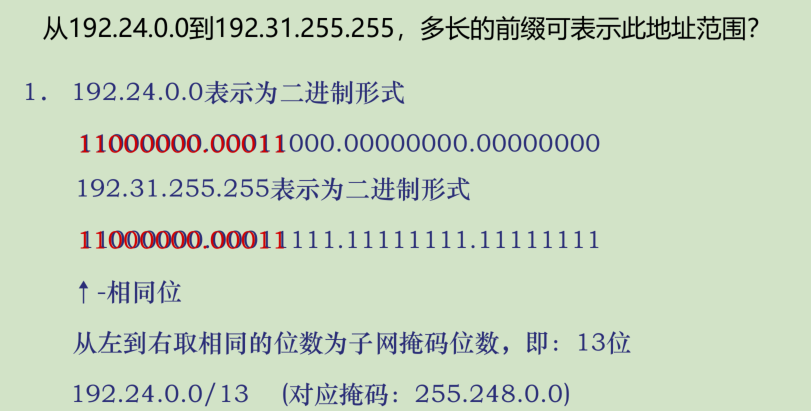 从192.24.0.0到192.31.255.255，多长的前缀可表示此地址范围？
1． 192.24.0.0表示为二进制形式
11000000.00011000.00000000.00000000
192.31.255.255表示为二进制形式
11000000.00011111.11111111.11111111
↑-相同位
从左到右取相同的位数为子网掩码位数，即：13位
192.24.0.0/13 (对应掩码：255.248.0.0)